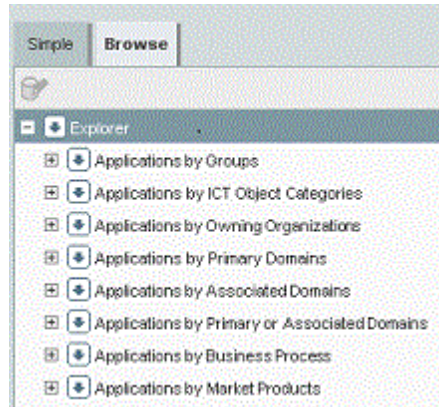 Simple Browse
Explorer
Applications by Groups
Applications by ICT Object Categories
Applications by Owning Organizations
Applications by Primary Domains
Applications by Associated Domains
Applications by Primary or Associated Domains
Applications by Business Process
Applications by Market Products